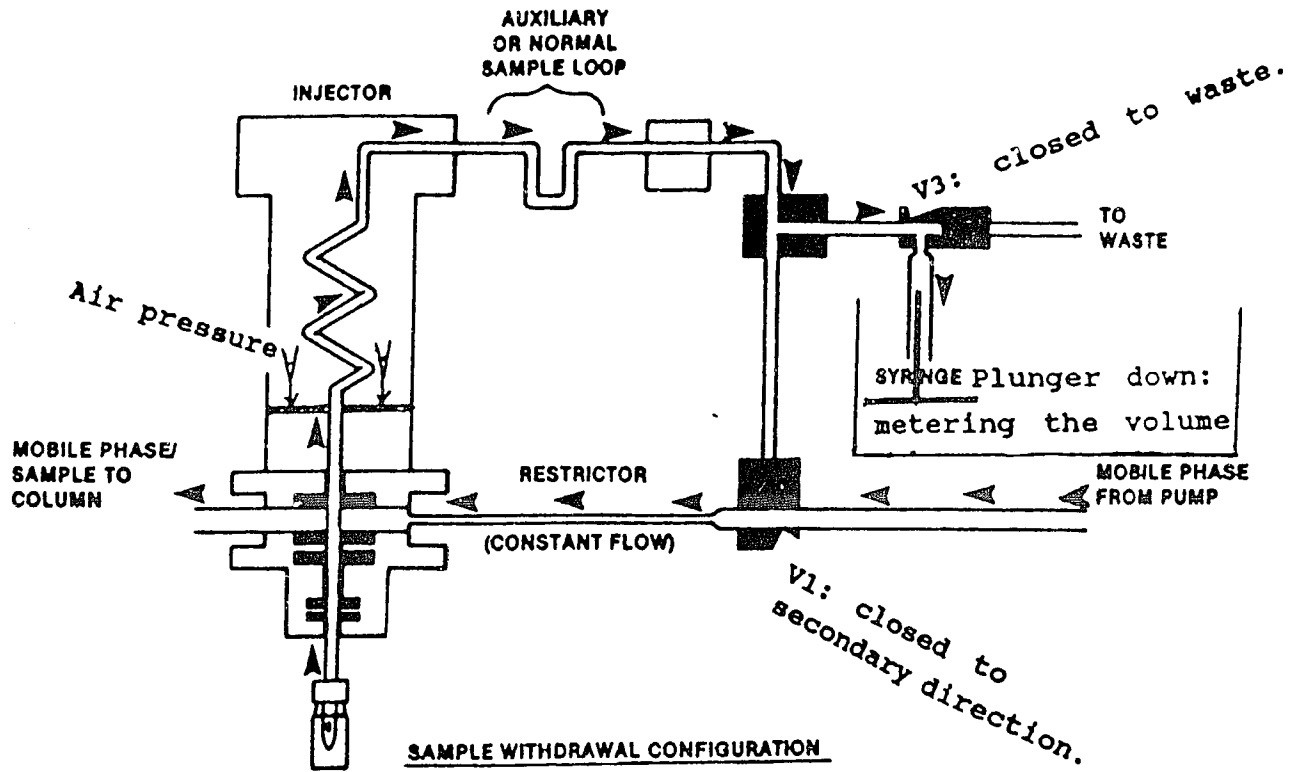 AUXILIARY
OR NORMAL
SAMPLE LOOP
INJECTOR
V3: closed to waste.
TO
WASTE
Air pressure
SYRINGE Plunger down:
metering the volume
MOBILE PHASE/
SAMPLE TO
COLUMN
RESTRICTOR
(CONSTANT FLOW)
MOBILE PHASE
FROM PUMP
V1: closed to
secondary direction.
SAMPLE WITHDRAWAL CONFIGURATION